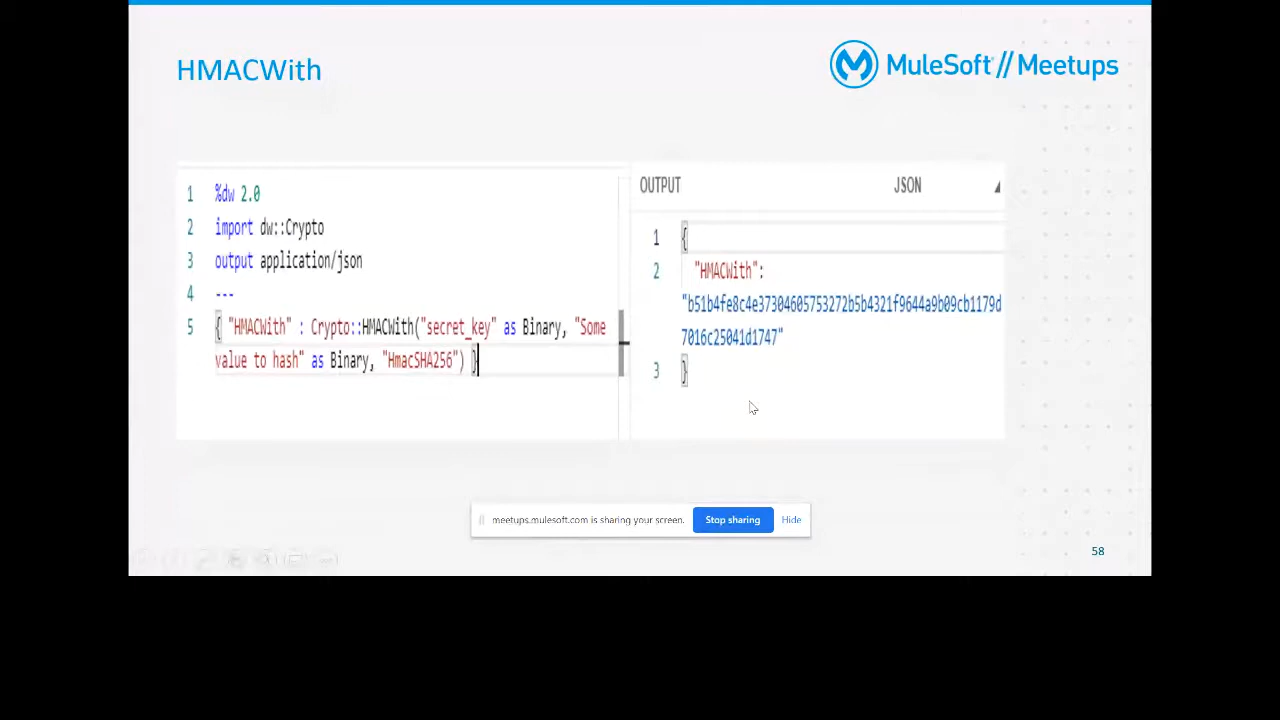 HMACWith
MuleSoft // Meetups
1 %dw 2.0
2 import dw::Crypto
3 output application/json
4 ---
5 { "HMACWith" : Crypto::HMACWith("secret_key" as Binary, "Some
value to hash" as Binary, "HmacSHA256") }
OUTPUT JSON
1 {
2 "HMACWith":
"b51b4fe8c4e37304605753272b5b4321f9644a9b09cb1179d
7016c25041d1747"
3 }
meetups.mulesoft.com is sharing your screen. Stop sharing Hide
58